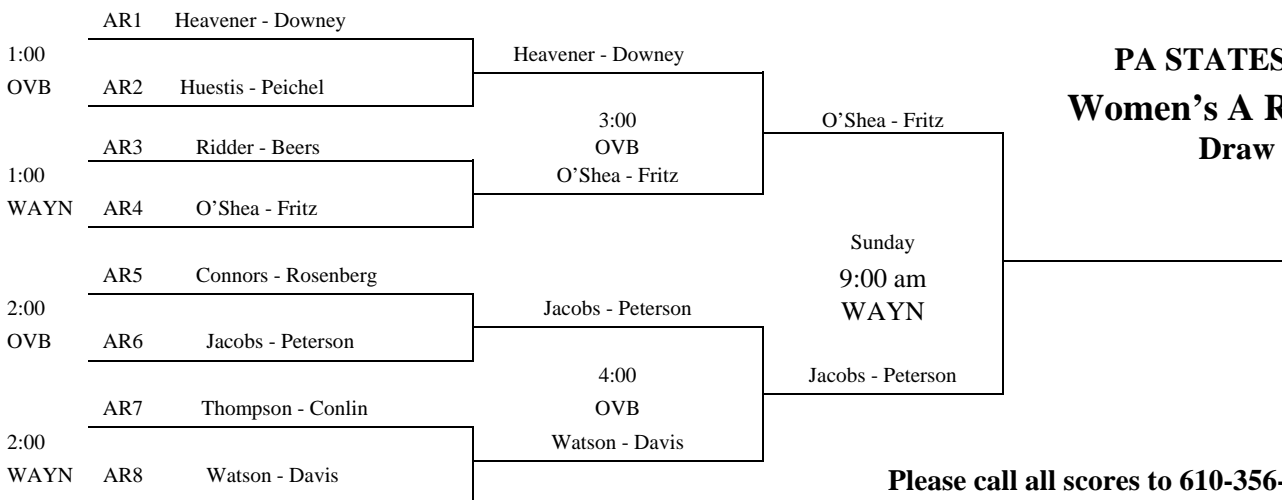 AR1 Heavener - Downey
1:00 Heavener - Downey PA STATES
OVB AR2 Huestis - Peichel Women's A R
3:00 O'Shea - Fritz
AR3 Ridder - Beers OVB Draw
1:00 O'Shea - Fritz
WAYN AR4 O'Shea - Fritz
Sunday
AR5 Connors - Rosenberg 9:00 am
2:00 Jacobs - Peterson WAYN
OVB AR6 Jacobs - Peterson
4:00 Jacobs - Peterson
AR7 Thompson - Conlin OVB
2:00 Watson - Davis
WAYN AR8 Watson - Davis Please call all scores to 610-356-